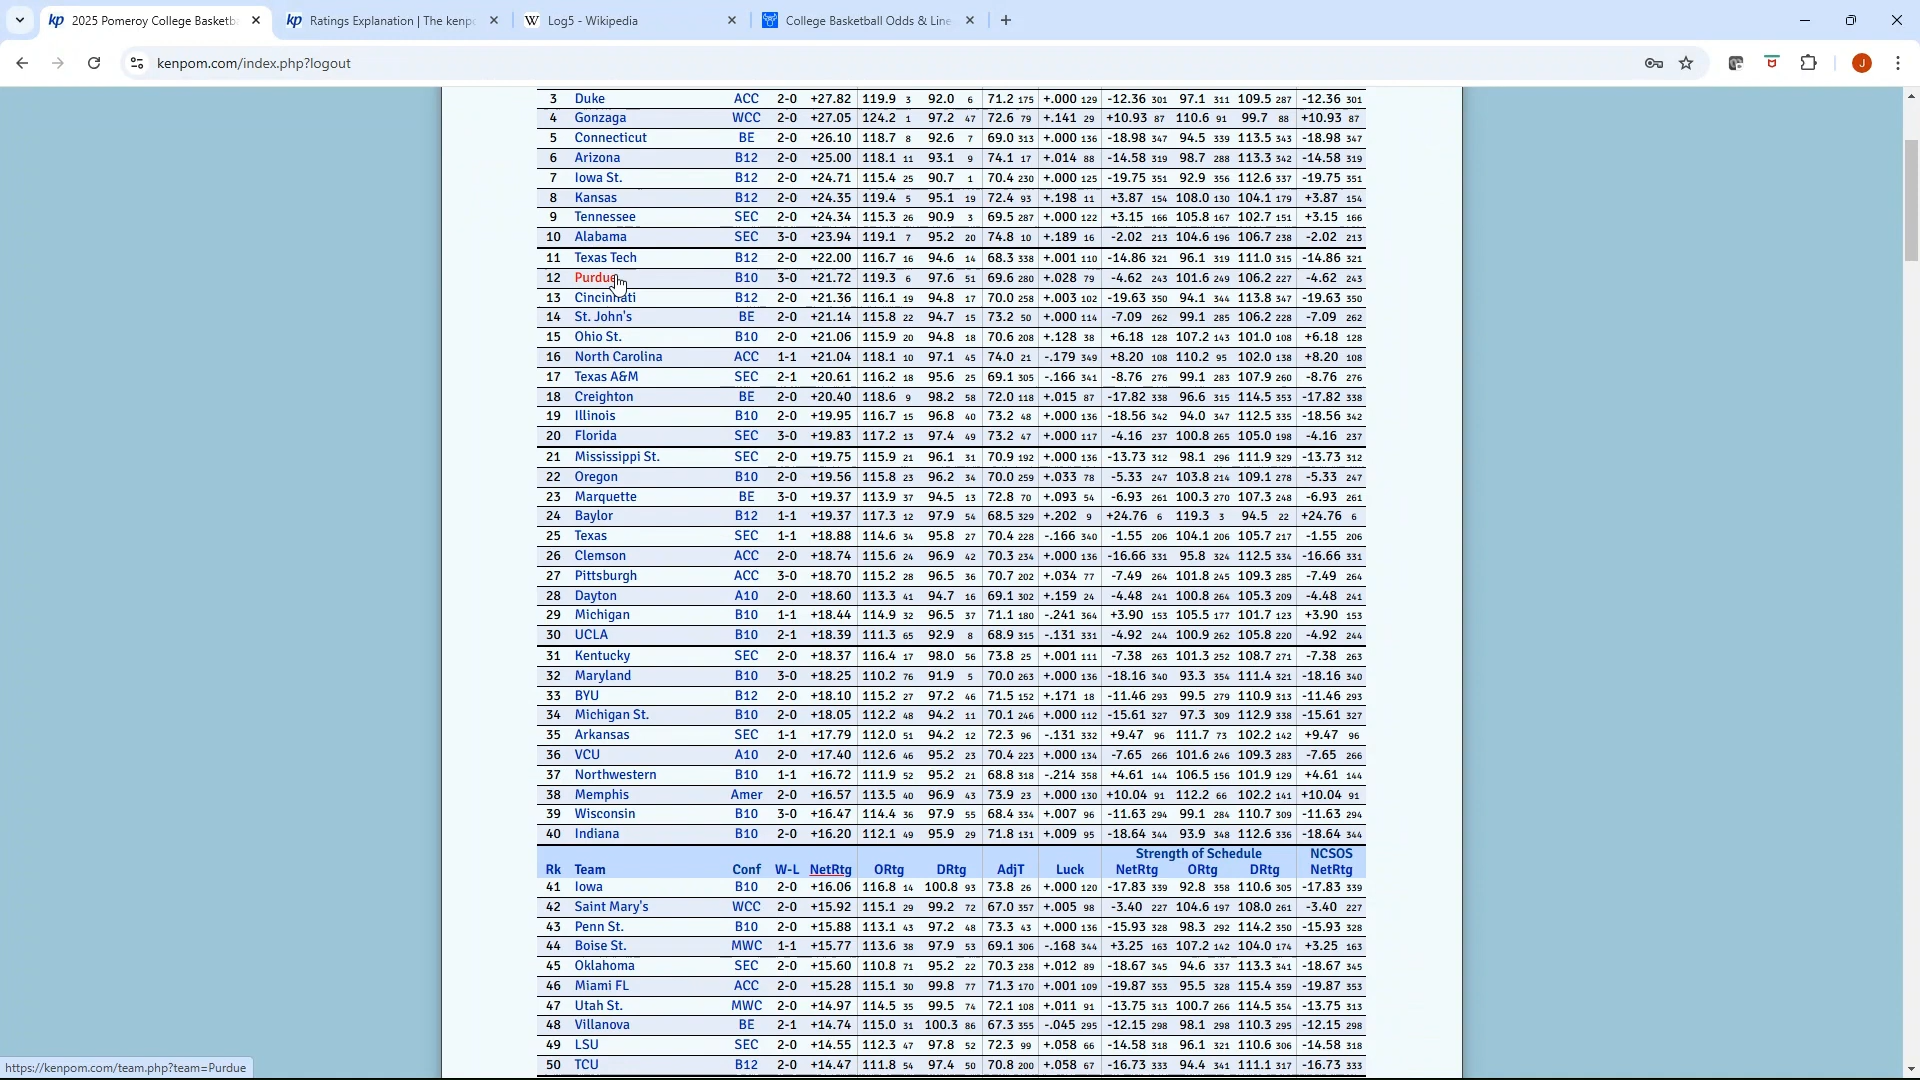 2025 Pomeroy College Basketb
Ratings Explanation | The kenpo
Log5 - Wikipedia
College Basketball Odds & Line
kenpom.com/index.php?logout
3 Duke ACC 2-0 +27.82 119.9 3 92.0 6 71.2 175 +.000 129 -12.36 301 97.1 311 109.5 287 -12.36 301
4 Gonzaga WCC 2-0 +27.05 124.2 1 97.2 47 72.6 79 +.141 29 +10.93 87 110.6 91 99.7 88 +10.93 87
5 Connecticut BE 2-0 +26.10 118.7 8 92.6 7 69.0 313 +.000 136 -18.98 347 94.5 339 113.5 343 -18.98 347
6 Arizona B12 2-0 +25.00 118.1 11 93.1 9 74.1 17 +.014 88 -14.58 319 98.7 288 113.3 342 -14.58 319
7 Iowa St. B12 2-0 +24.71 115.4 25 90.7 1 70.4 230 +.000 125 -19.75 351 92.9 356 112.6 337 -19.75 351
8 Kansas B12 2-0 +24.35 119.4 5 95.1 19 72.4 93 +.198 11 +3.87 154 108.0 130 104.1 179 +3.87 154
9 Tennessee SEC 2-0 +24.34 115.3 26 90.9 3 69.5 287 +.000 122 +3.15 166 105.8 167 102.7 151 +3.15 166
10 Alabama SEC 3-0 +23.94 119.1 7 95.2 20 74.8 10 +.189 16 -2.02 213 104.6 196 106.7 238 -2.02 213
11 Texas Tech B12 2-0 +22.00 116.7 16 94.6 14 68.3 338 +.001 110 -14.86 321 96.1 319 111.0 315 -14.86 321
12 Purdue B10 3-0 +21.72 119.3 6 97.6 51 69.6 280 +.028 79 -4.62 243 101.6 249 106.2 227 -4.62 243
13 Cincinnati B12 2-0 +21.36 116.1 19 94.8 17 70.0 258 +.003 102 -19.63 350 94.1 344 113.8 347 -19.63 350
14 St. John's BE 2-0 +21.14 115.8 22 94.7 15 73.2 50 +.000 114 -7.09 262 99.1 285 106.2 228 -7.09 262
15 Ohio St. B10 2-0 +21.06 115.9 20 94.8 18 70.6 208 +.128 38 +6.18 128 107.2 143 101.0 108 +6.18 128
16 North Carolina ACC 1-1 +21.04 118.1 10 97.1 45 74.0 21 -.179 349 +8.20 108 110.2 95 102.0 138 +8.20 108
17 Texas A&M SEC 2-1 +20.61 116.2 18 95.6 25 69.1 305 -.166 341 -8.76 276 99.1 283 107.9 260 -8.76 276
18 Creighton BE 2-0 +20.40 118.6 9 98.2 58 72.0 118 +.015 87 -17.82 338 96.6 315 114.5 353 -17.82 338
19 Illinois B10 2-0 +19.95 116.7 15 96.8 40 73.2 48 +.000 136 -18.56 342 94.0 347 112.5 335 -18.56 342
20 Florida SEC 3-0 +19.83 117.2 13 97.4 49 73.2 47 +.000 117 -4.16 237 100.8 265 105.0 198 -4.16 237
21 Mississippi St. SEC 2-0 +19.75 115.9 21 96.1 31 70.9 192 +.000 136 -13.73 312 98.1 296 111.9 329 -13.73 312
22 Oregon B10 2-0 +19.56 115.8 23 96.2 34 70.0 259 +.033 78 -5.33 247 103.8 214 109.1 278 -5.33 247
23 Marquette BE 3-0 +19.37 113.9 37 94.5 13 72.8 70 +.093 54 -6.93 261 100.3 270 107.3 248 -6.93 261
24 Baylor B12 1-1 +19.37 117.3 12 97.9 54 68.5 329 +.202 9 +24.76 6 119.3 3 94.5 22 +24.76 6
25 Texas SEC 1-1 +18.88 114.6 34 95.8 27 70.4 228 -.166 340 -1.55 206 104.1 206 105.7 217 -1.55 206
26 Clemson ACC 2-0 +18.74 115.6 24 96.9 42 70.3 234 +.000 136 -16.66 331 95.8 324 112.5 334 -16.66 331
27 Pittsburgh ACC 3-0 +18.70 115.2 28 96.5 36 70.7 202 +.034 77 -7.49 264 101.8 245 109.3 285 -7.49 264
28 Dayton A10 2-0 +18.60 113.3 41 94.7 16 69.1 302 +.159 24 -4.48 241 100.8 264 105.3 209 -4.48 241
29 Michigan B10 1-1 +18.44 114.9 32 96.5 37 71.1 180 -.241 364 +3.90 153 105.5 177 101.7 123 +3.90 153
30 UCLA B10 2-1 +18.39 111.3 65 92.9 8 68.9 315 -.131 331 -4.92 244 100.9 262 105.8 220 -4.92 244
31 Kentucky SEC 2-0 +18.37 116.4 17 98.0 56 73.8 25 +.001 111 -7.38 263 101.3 252 108.7 271 -7.38 263
32 Maryland B10 3-0 +18.25 110.2 76 91.9 5 70.0 263 +.000 136 -18.16 340 93.3 354 111.4 321 -18.16 340
33 BYU B12 2-0 +18.10 115.2 27 97.2 46 71.5 152 +.171 18 -11.46 293 99.5 279 110.9 313 -11.46 293
34 Michigan St. B10 2-0 +18.05 112.2 48 94.2 11 70.1 246 +.000 112 -15.61 327 97.3 309 112.9 338 -15.61 327
35 Arkansas SEC 1-1 +17.79 112.0 51 94.2 12 72.3 96 -.131 332 +9.47 96 111.7 73 102.2 142 +9.47 96
36 VCU A10 2-0 +17.40 112.6 46 95.2 23 70.4 223 +.000 134 -7.65 266 101.6 246 109.3 283 -7.65 266
37 Northwestern B10 1-1 +16.72 111.9 52 95.2 21 68.8 318 -.214 358 +4.61 144 106.5 156 101.9 129 +4.61 144
38 Memphis Amer 2-0 +16.57 113.5 40 96.9 43 73.9 23 +.000 130 +10.04 91 112.2 66 102.2 141 +10.04 91
39 Wisconsin B10 3-0 +16.47 114.4 36 97.9 55 68.4 334 +.007 96 -11.63 294 99.1 284 110.7 309 -11.63 294
40 Indiana B10 2-0 +16.20 112.1 49 95.9 29 71.8 131 +.009 95 -18.64 344 93.9 348 112.6 336 -18.64 344
Strength of Schedule NCSOS
Rk Team Conf W-L NetRtg ORtg DRtg AdjT Luck NetRtg ORtg DRtg NetRtg
41 Iowa B10 2-0 +16.06 116.8 14 100.8 93 73.8 26 +.000 120 -17.83 339 92.8 358 110.6 305 -17.83 339
42 Saint Mary's WCC 2-0 +15.92 115.1 29 99.2 72 67.0 357 +.005 98 -3.40 227 104.6 197 108.0 261 -3.40 227
43 Penn St. B10 2-0 +15.88 113.1 43 97.2 48 73.3 43 +.000 136 -15.93 328 98.3 292 114.2 350 -15.93 328
44 Boise St. MWC 1-1 +15.77 113.6 38 97.9 53 69.1 306 -.168 344 +3.25 163 107.2 142 104.0 174 +3.25 163
45 Oklahoma SEC 2-0 +15.60 110.8 71 95.2 22 70.3 238 +.012 89 -18.67 345 94.6 337 113.3 341 -18.67 345
46 Miami FL ACC 2-0 +15.28 115.1 30 99.8 77 71.3 170 +.001 109 -19.87 353 95.5 328 115.4 359 -19.87 353
47 Utah St. MWC 2-0 +14.97 114.5 35 99.5 74 72.1 108 +.011 91 -13.75 313 100.7 266 114.5 354 -13.75 313
48 Villanova BE 2-1 +14.74 115.0 31 100.3 86 67.3 355 -.045 295 -12.15 298 98.1 298 110.3 295 -12.15 298
49 LSU SEC 2-0 +14.55 112.3 47 97.8 52 72.3 99 +.058 66 -14.58 318 96.1 321 110.6 306 -14.58 318
50 TCU B12 2-0 +14.47 111.8 54 97.4 50 70.8 200 +.058 67 -16.73 333 94.4 341 111.1 317 -16.73 333
https://kenpom.com/team.php?team=Purdue